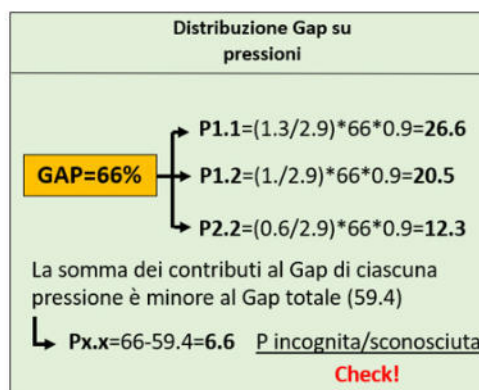 Distribuzione Gap su
pressioni
P1.1=(1.3/2.9)*66*0.9=26.6
GAP=66%
P1.2=(1./2.9)*66*0.9=20.5
P2.2=(0.6/2.9)*66*0.9=12.3
La somma dei contributi al Gap di ciascuna
pressione è minore al Gap totale (59.4)
Px.x=66-59.4=6.6 P incognita/sconosciuta
Check!